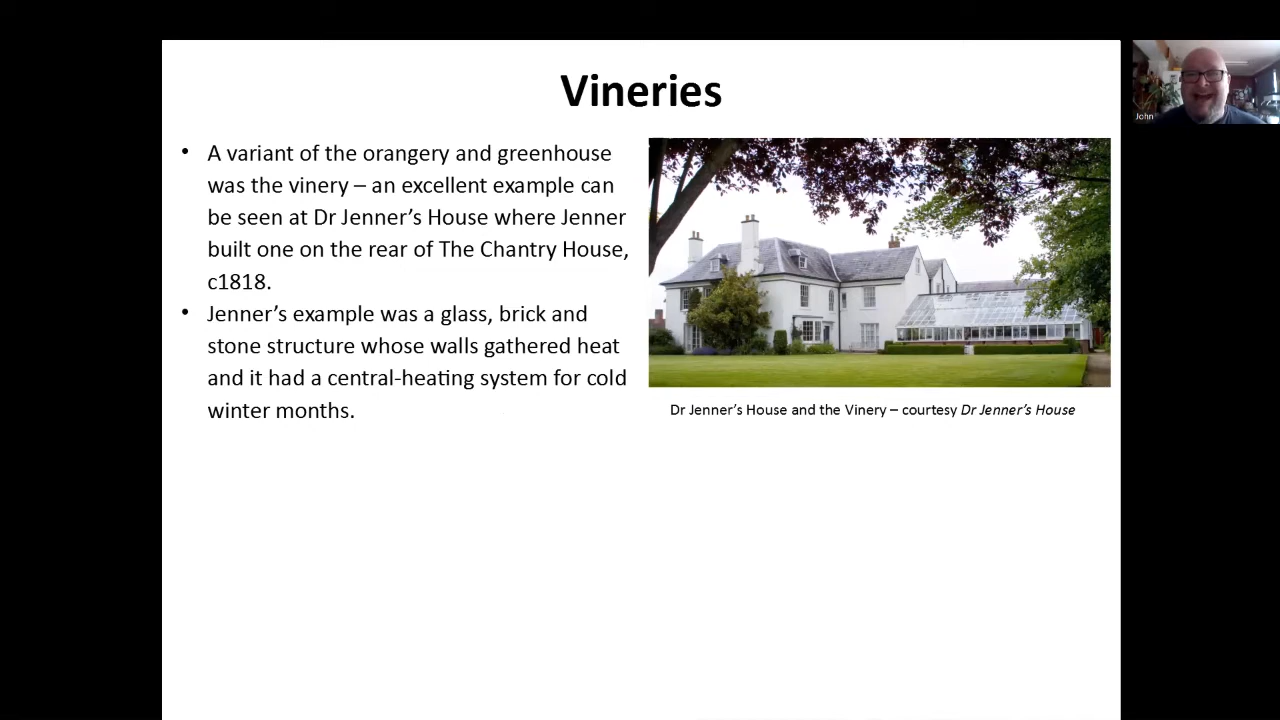 Vineries
• A variant of the orangery and greenhouse
was the vinery – an excellent example can
be seen at Dr Jenner’s House where Jenner
built one on the rear of The Chantry House,
c1818.
• Jenner’s example was a glass, brick and
stone structure whose walls gathered heat
and it had a central-heating system for cold
winter months.
Dr Jenner’s House and the Vinery – courtesy Dr Jenner’s House
John